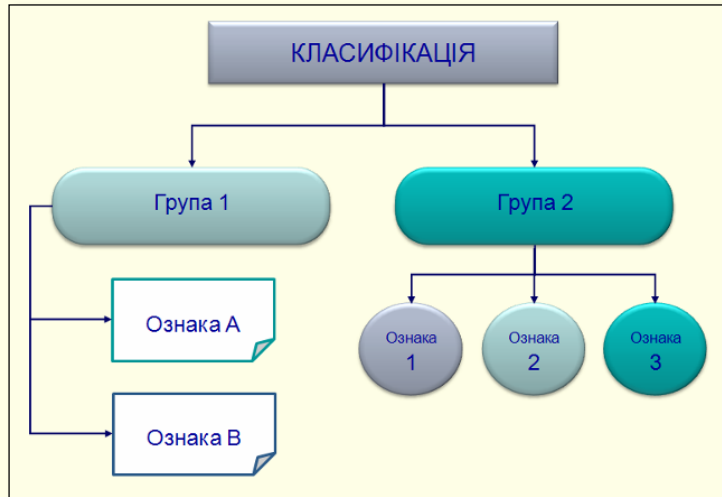 КЛАСИФІКАЦІЯ
Група 1
Група 2
Ознака А
Ознака В
Ознака
1
Ознака
2
Ознака
3